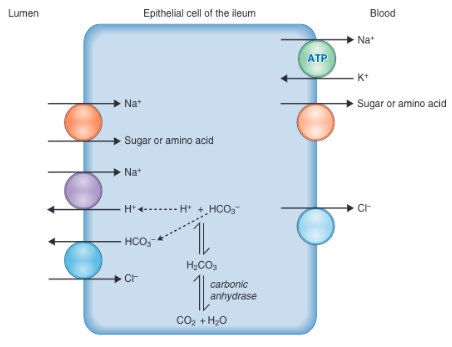 Lumen
Epithelial cell of the ileum
Blood
Na⁺
ATP
K⁺
Na⁺
Sugar or amino acid
Sugar or amino acid
Na⁺
H⁺
H⁺ + HCO₃⁻
Cl⁻
HCO₃⁻
H₂CO₃
Cl⁻
carbonic
anhydrase
CO₂ + H₂O